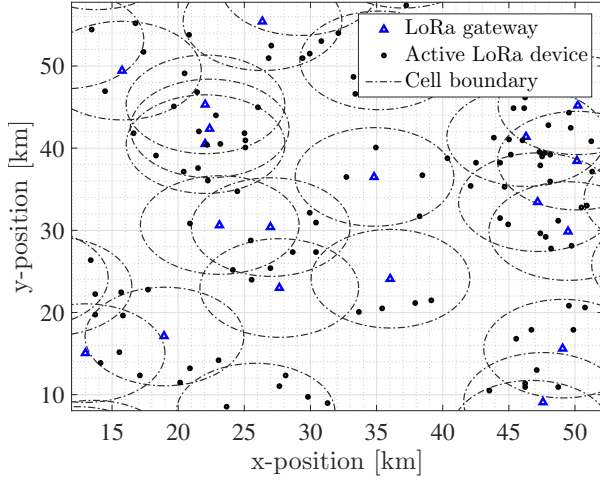 LoRa gateway
Active LoRa device
Cell boundary
50
40
30
20
10
y-position [km]
15 20 25 30 35 40 45 50
x-position [km]